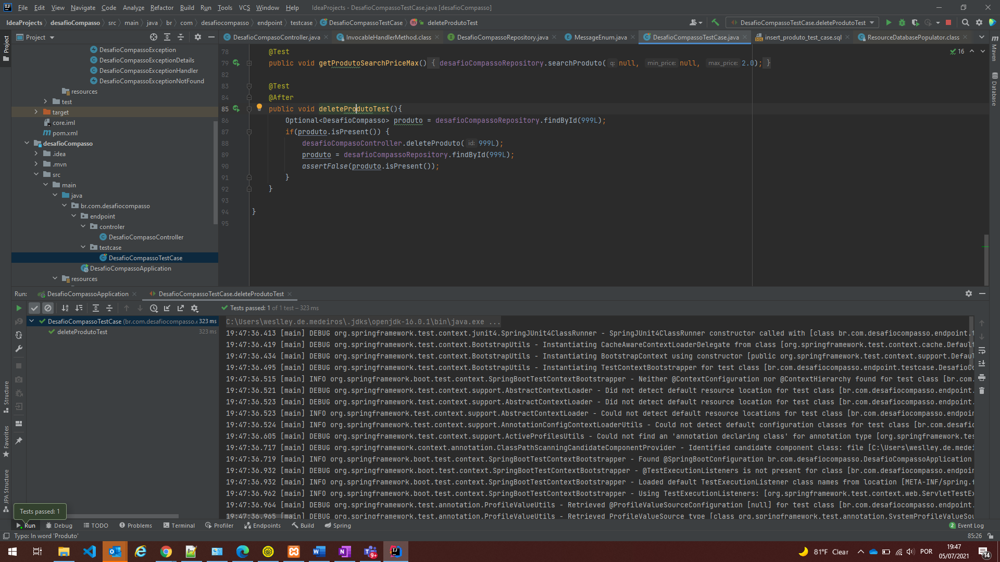 File Edit View Navigate Code Analyze Refactor Build Run Tools VCS Window Help IdeaProjects - DesafioCompassoTestCase.java [desafioCompasso]
IdeaProjects desafioCompasso src main java br com desafiocompasso endpoint testcase DesafioCompassoTestCase deleteProdutoTest
DesafioCompassoTestCase.deleteProdutoTest
Project
DesafioCompasoController.java InvocableHandlerMethod.class DesafioCompassoRepository.java MessageEnum.java DesafioCompassoTestCase.java insert_produto_test_case.sql ResourceDatabasePopulator.class
Project
Structure
Favorites
JPA Structure
Maven
Database
DesafioCompassoException
DesafioCompassoExceptionDetails
DesafioCompassoExceptionHandler
DesafioCompassoExceptionNotFound
resources
test
target
core.iml
pom.xml
desafioCompasso
.idea
.mvn
src
main
java
br.com.desafiocompasso
endpoint
controler
DesafioCompasoController
testcase
DesafioCompassoTestCase
DesafioCompassoApplication
resources
16
78 @Test
79 public void getProdutoSearchPriceMax() { desafioCompassoRepository.searchProduto( q: null, min_price: null, max_price: 2.0); }
82
83 @Test
84 @After
85 public void deleteProdutoTest(){
86 Optional<DesafioCompasso> produto = desafioCompassoRepository.findById(999L);
87 if(produto.isPresent()) {
88 desafioCompasoController.deleteProduto( id: 999L);
89 produto = desafioCompassoRepository.findById(999L);
90 assertFalse(produto.isPresent());
91 }
92 }
93
94 }
95
Run: DesafioCompassoApplication DesafioCompassoTestCase.deleteProdutoTest
Tests passed: 1 of 1 test – 323 ms
DesafioCompassoTestCase (br.com.desafiocompasso. 323 ms
deleteProdutoTest 323 ms
C:\Users\weslley.de.medeiros\.jdks\openjdk-16.0.1\bin\java.exe ...
19:47:36.413 [main] DEBUG org.springframework.test.context.junit4.SpringJUnit4ClassRunner - SpringJUnit4ClassRunner constructor called with [class br.com.desafiocompasso.endpoint.
19:47:36.419 [main] DEBUG org.springframework.test.context.BootstrapUtils - Instantiating CacheAwareContextLoaderDelegate from class [org.springframework.test.context.cache.Defaul
19:47:36.434 [main] DEBUG org.springframework.test.context.BootstrapUtils - Instantiating BootstrapContext using constructor [public org.springframework.test.context.support.Defau
19:47:36.495 [main] DEBUG org.springframework.test.context.BootstrapUtils - Instantiating TestContextBootstrapper for test class [br.com.desafiocompasso.endpoint.testcase.Desafio
19:47:36.515 [main] INFO org.springframework.boot.test.context.SpringBootTestContextBootstrapper - Neither @ContextConfiguration nor @ContextHierarchy found for test class [br.com.
19:47:36.521 [main] DEBUG org.springframework.test.context.support.AbstractContextLoader - Did not detect default resource location for test class [br.com.desafiocompasso.endpoint.
19:47:36.523 [main] DEBUG org.springframework.test.context.support.AbstractContextLoader - Did not detect default resource location for test class [br.com.desafiocompasso.endpoint.
19:47:36.523 [main] INFO org.springframework.test.context.support.AbstractContextLoader - Could not detect default resource locations for test class [br.com.desafiocompasso.endpoin
19:47:36.524 [main] INFO org.springframework.test.context.support.AnnotationConfigContextLoaderUtils - Could not detect default configuration classes for test class [br.com.desafio
19:47:36.605 [main] DEBUG org.springframework.test.context.support.ActiveProfilesUtils - Could not find an 'annotation declaring class' for annotation type [org.springframework.tes
19:47:36.717 [main] DEBUG org.springframework.context.annotation.ClassPathScanningCandidateComponentProvider - Identified candidate component class: file [C:\Users\weslley.de.medei
19:47:36.719 [main] INFO org.springframework.boot.test.context.SpringBootTestContextBootstrapper - Found @SpringBootConfiguration br.com.desafiocompasso.DesafioCompassoApplication
19:47:36.932 [main] DEBUG org.springframework.boot.test.context.SpringBootTestContextBootstrapper - @TestExecutionListeners is not present for class [br.com.desafiocompasso.endpoin
19:47:36.932 [main] INFO org.springframework.boot.test.context.SpringBootTestContextBootstrapper - Loaded default TestExecutionListener class names from location [META-INF/spring.
19:47:36.962 [main] INFO org.springframework.boot.test.context.SpringBootTestContextBootstrapper - Using TestExecutionListeners: [org.springframework.test.context.web.ServletTestEx
19:47:36.964 [main] DEBUG org.springframework.test.annotation.ProfileValueUtils - Retrieved @ProfileValueSourceConfiguration [null] for test class [br.com.desafiocompasso.endpoint.
19:47:36.965 [main] DEBUG org.springframework.test.annotation.ProfileValueUtils - Retrieved ProfileValueSource type [class org.springframework.test.annotation.SystemProfileValueSou
Tests passed: 1
Run Debug TODO Problems Terminal Profiler Endpoints Build Spring 2 Event Log
Typo: In word 'Produto' 85:26
9+
81°F Clear POR 19:47
05/07/2021 14